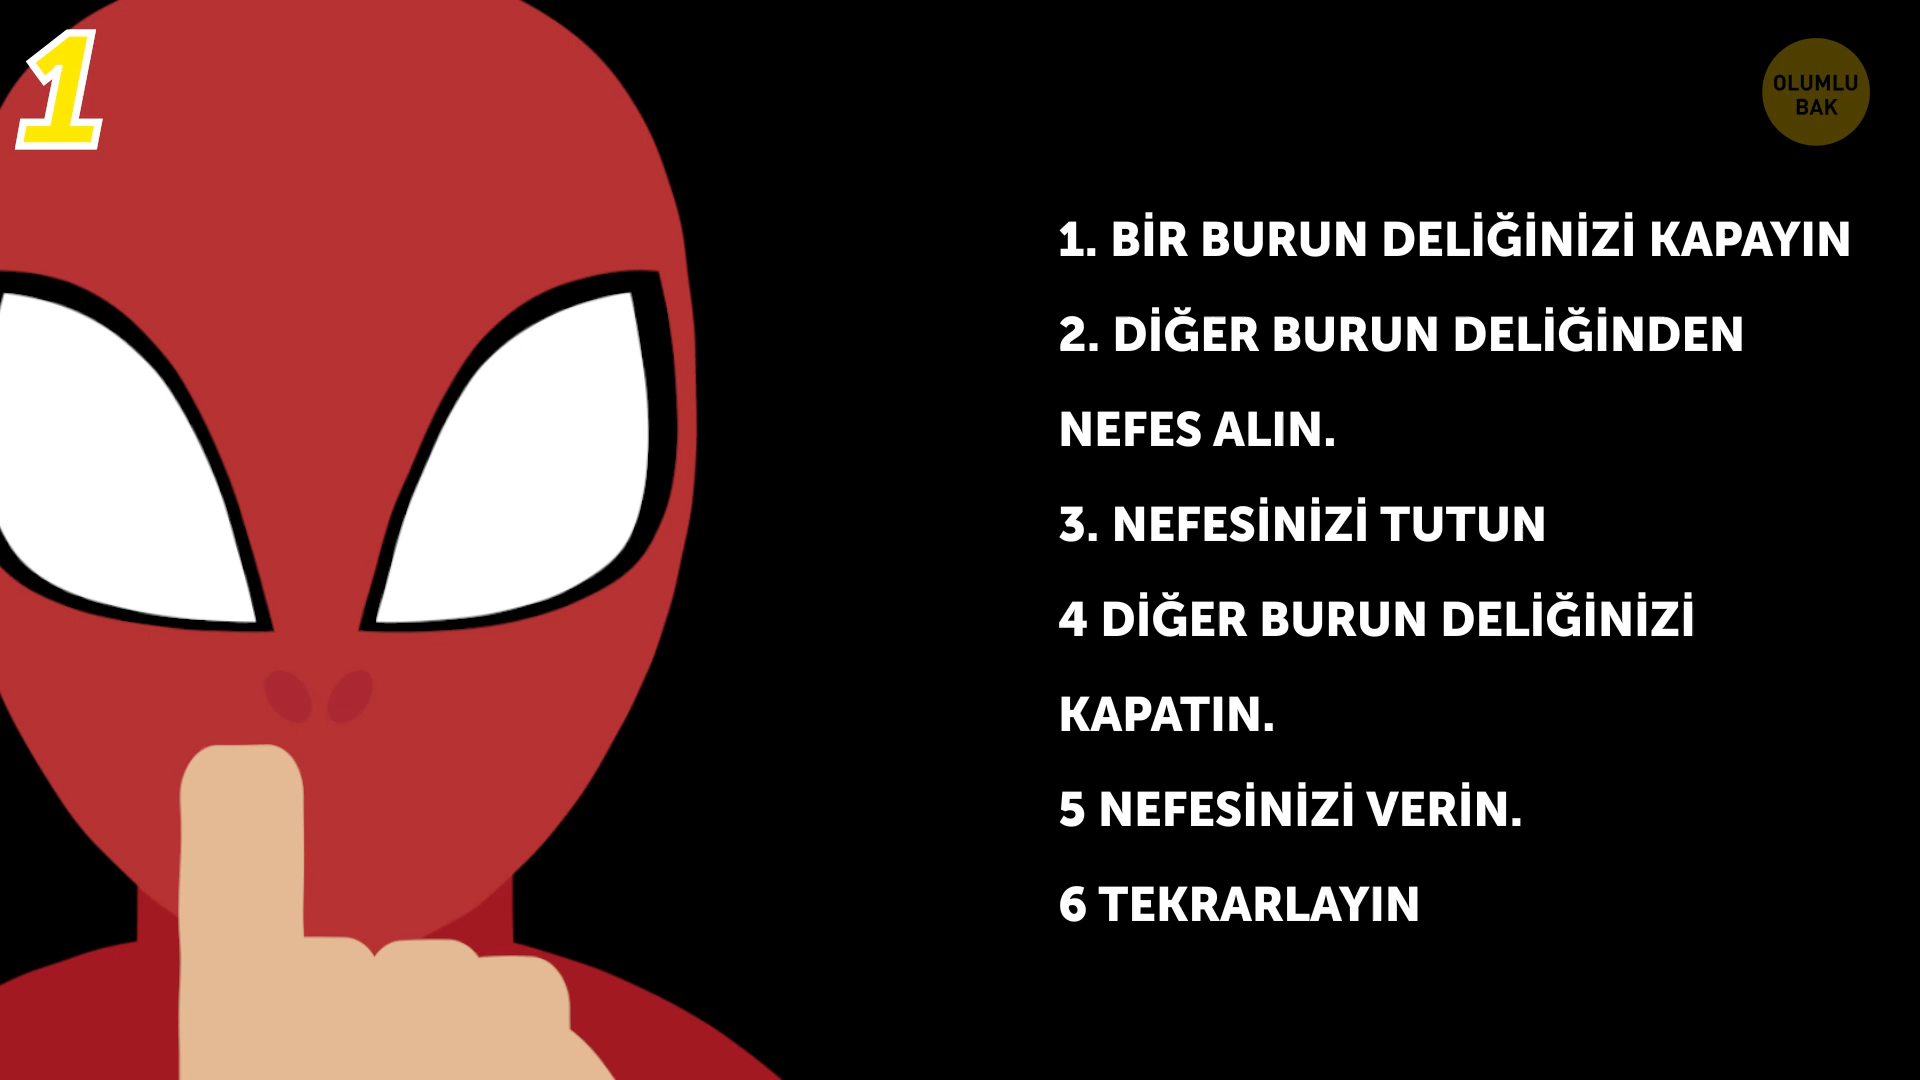 1
OLUMLU
BAK
1. BİR BURUN DELİĞİNİZİ KAPAYIN
2. DİĞER BURUN DELİĞİNDEN
NEFES ALIN.
3. NEFESİNİZİ TUTUN
4 DİĞER BURUN DELİĞİNİZİ
KAPATIN.
5 NEFESİNİZİ VERİN.
6 TEKRARLAYIN